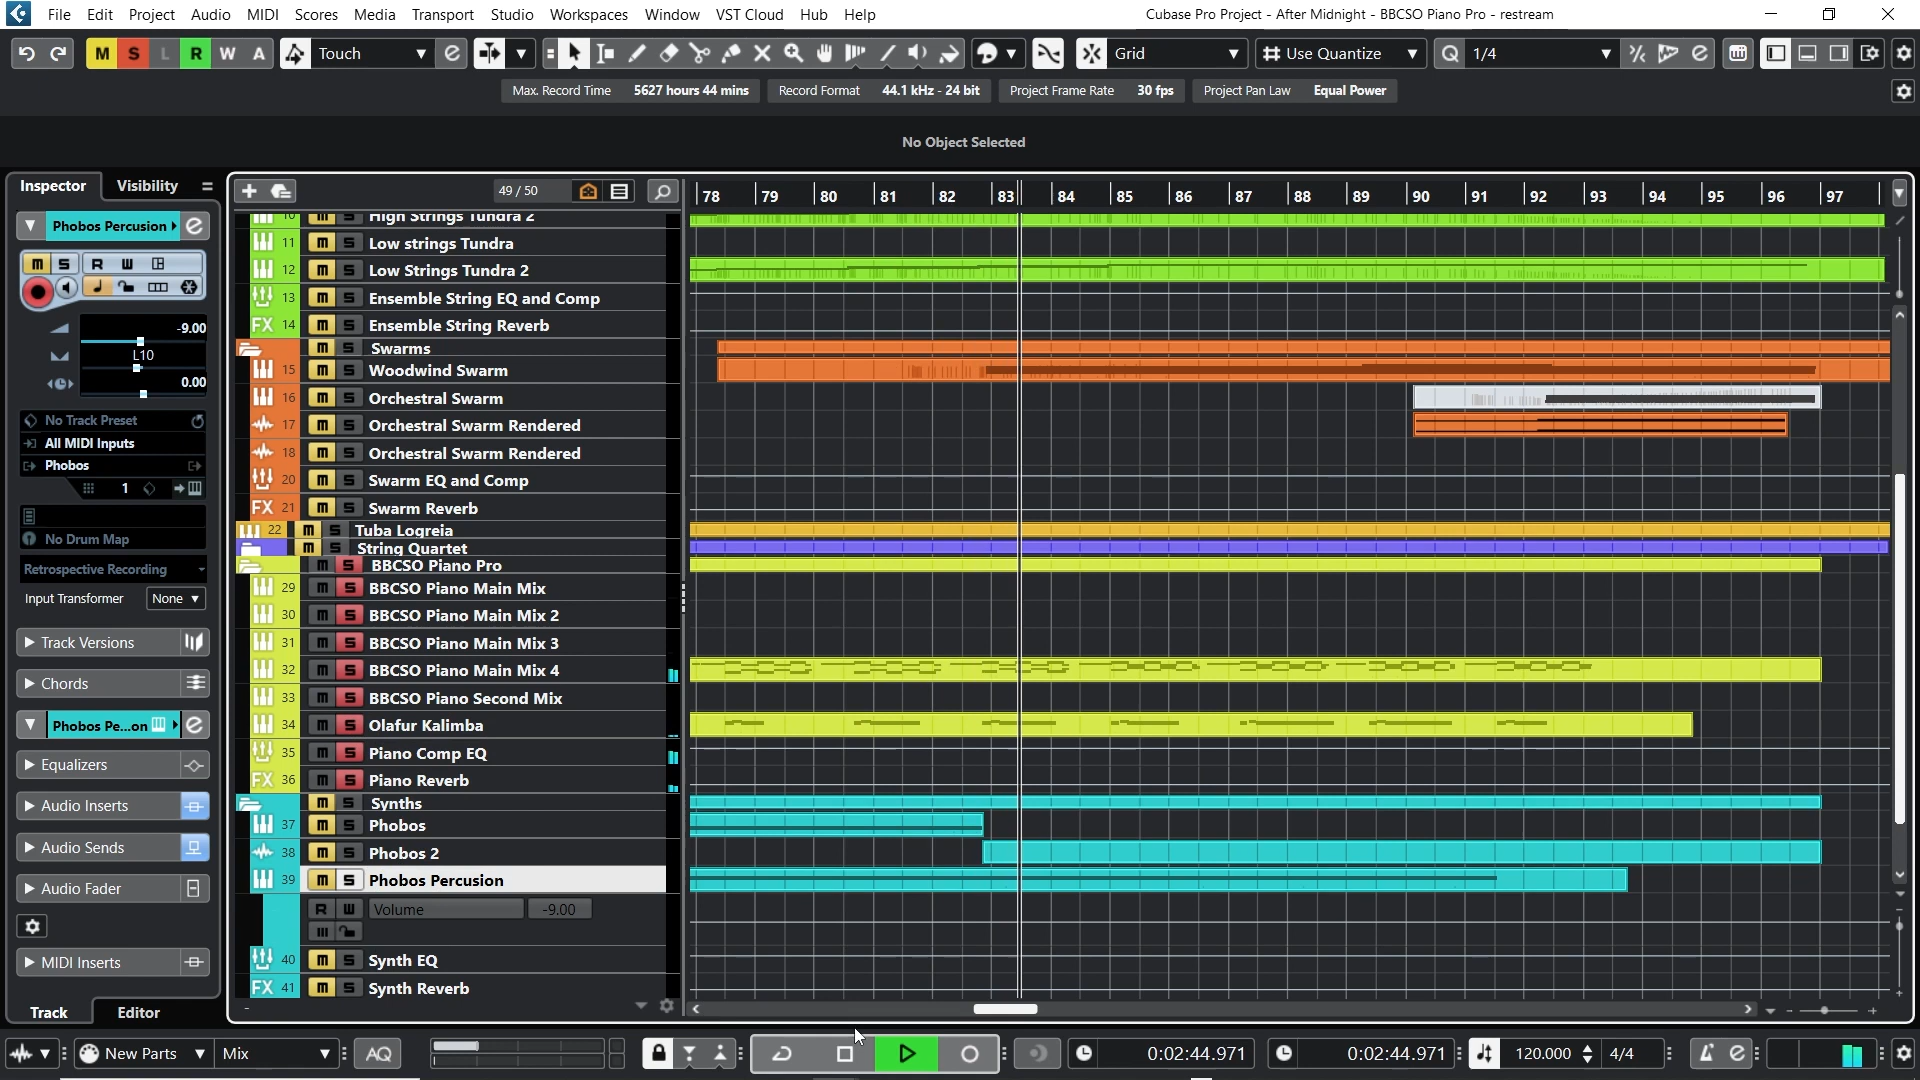 File Edit Project Audio MIDI Scores Media Transport Studio Workspaces Window VST Cloud Hub Help Cubase Pro Project - After Midnight - BBCSO Piano Pro - restream
M S L R W A Touch e Grid # Use Quantize Q 1/4 e
Max. Record Time 5627 hours 44 mins Record Format 44.1 kHz - 24 bit Project Frame Rate 30 fps Project Pan Law Equal Power
No Object Selected
Inspector Visibility 49 / 50 78 79 80 81 82 83 84 85 86 87 88 89 90 91 92 93 94 95 96 97
Phobos Percusion e
m S R W
-9.00
L10
0.00
No Track Preset
All MIDI Inputs
Phobos
1
No Drum Map
Retrospective Recording
Input Transformer None
Track Versions
Chords
Phobos Pe...on e
Equalizers
Audio Inserts
Audio Sends
Audio Fader
MIDI Inserts
Track Editor
10 m S High Strings Tundra 2
11 m S Low strings Tundra
12 m S Low Strings Tundra 2
13 m S Ensemble String EQ and Comp
FX 14 m S Ensemble String Reverb
m S Swarms
15 m S Woodwind Swarm
16 m S Orchestral Swarm
17 m S Orchestral Swarm Rendered
18 m S Orchestral Swarm Rendered
20 m S Swarm EQ and Comp
FX 21 m S Swarm Reverb
22 m S Tuba Logreia
m S String Quartet
m S BBCSO Piano Pro
29 m S BBCSO Piano Main Mix
30 m S BBCSO Piano Main Mix 2
31 m S BBCSO Piano Main Mix 3
32 m S BBCSO Piano Main Mix 4
33 m S BBCSO Piano Second Mix
34 m S Olafur Kalimba
35 m S Piano Comp EQ
FX 36 m S Piano Reverb
m S Synths
37 m S Phobos
38 m S Phobos 2
39 m S Phobos Percusion
R W Volume -9.00
40 m S Synth EQ
FX 41 m S Synth Reverb
New Parts Mix AQ 0:02:44.971 0:02:44.971 120.000 4/4 e